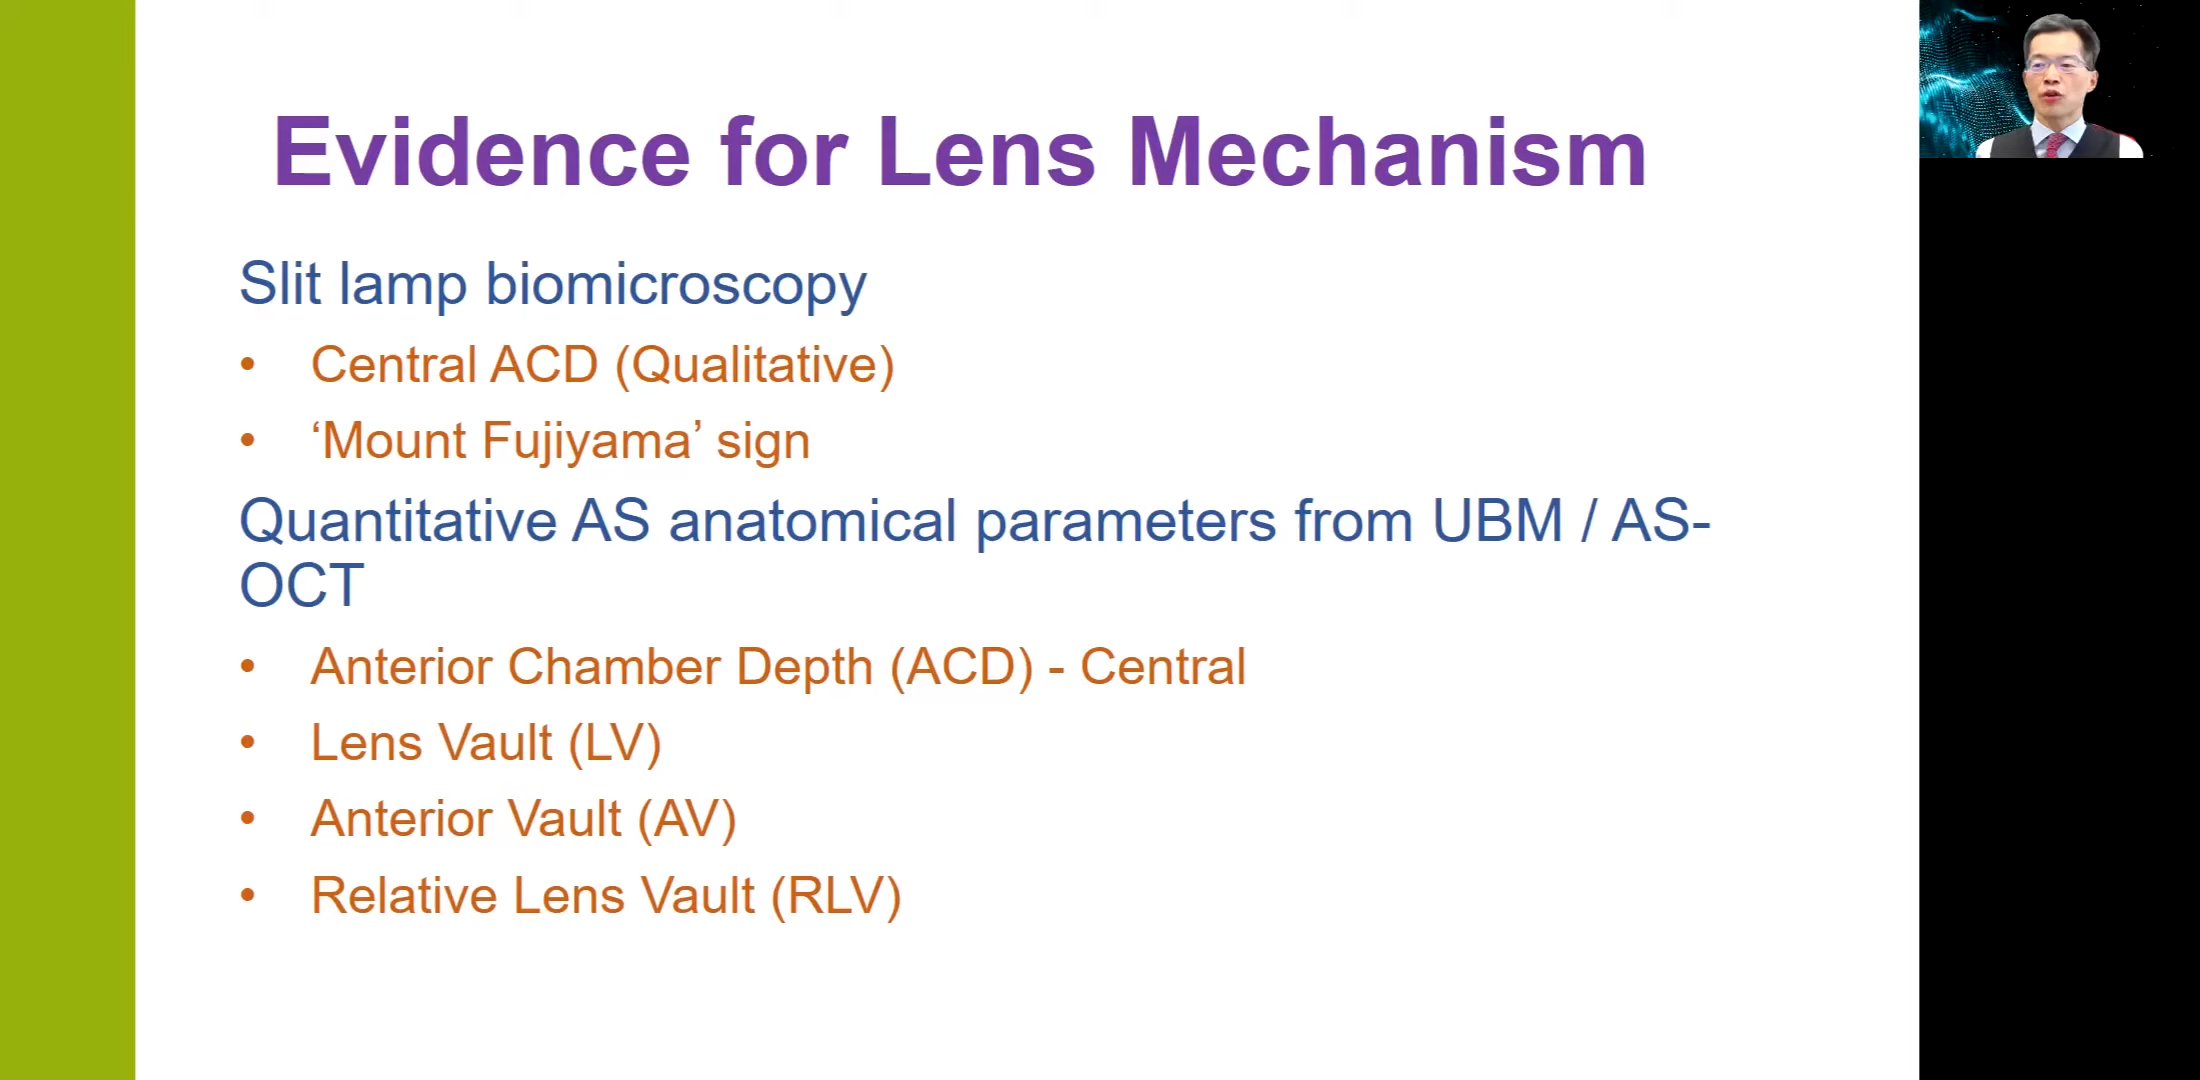 Evidence for Lens Mechanism
Slit lamp biomicroscopy
• Central ACD (Qualitative)
• ‘Mount Fujiyama’ sign
Quantitative AS anatomical parameters from UBM / AS-
OCT
• Anterior Chamber Depth (ACD) - Central
• Lens Vault (LV)
• Anterior Vault (AV)
• Relative Lens Vault (RLV)